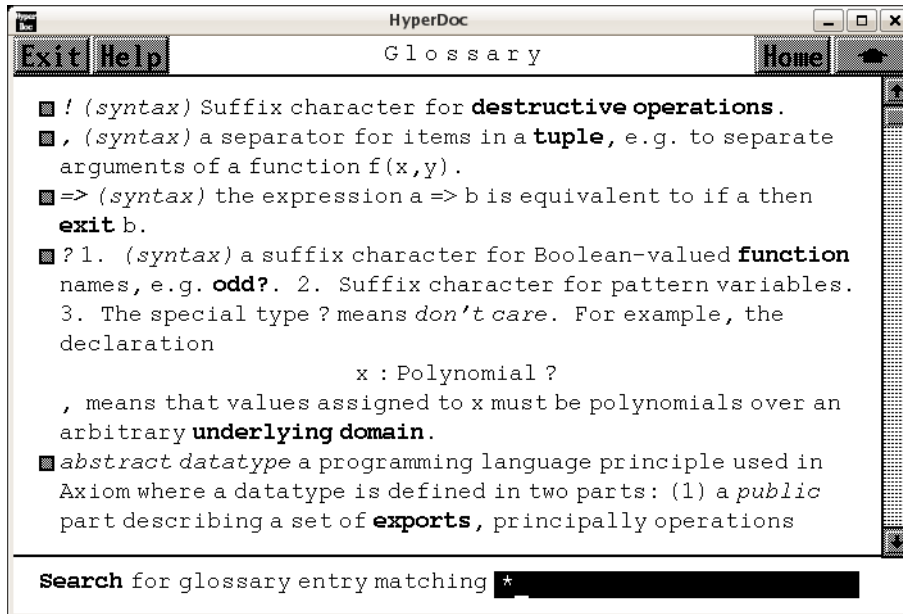 Hyper Doc HyperDoc
Exit Help Glossary Home
! (syntax) Suffix character for destructive operations.
, (syntax) a separator for items in a tuple, e.g. to separate
arguments of a function f(x,y).
=> (syntax) the expression a => b is equivalent to if a then
exit b.
? 1. (syntax) a suffix character for Boolean-valued function
names, e.g. odd?. 2. Suffix character for pattern variables.
3. The special type ? means don't care. For example, the
declaration
x : Polynomial ?
, means that values assigned to x must be polynomials over an
arbitrary underlying domain.
abstract datatype a programming language principle used in
Axiom where a datatype is defined in two parts: (1) a public
part describing a set of exports, principally operations
Search for glossary entry matching *